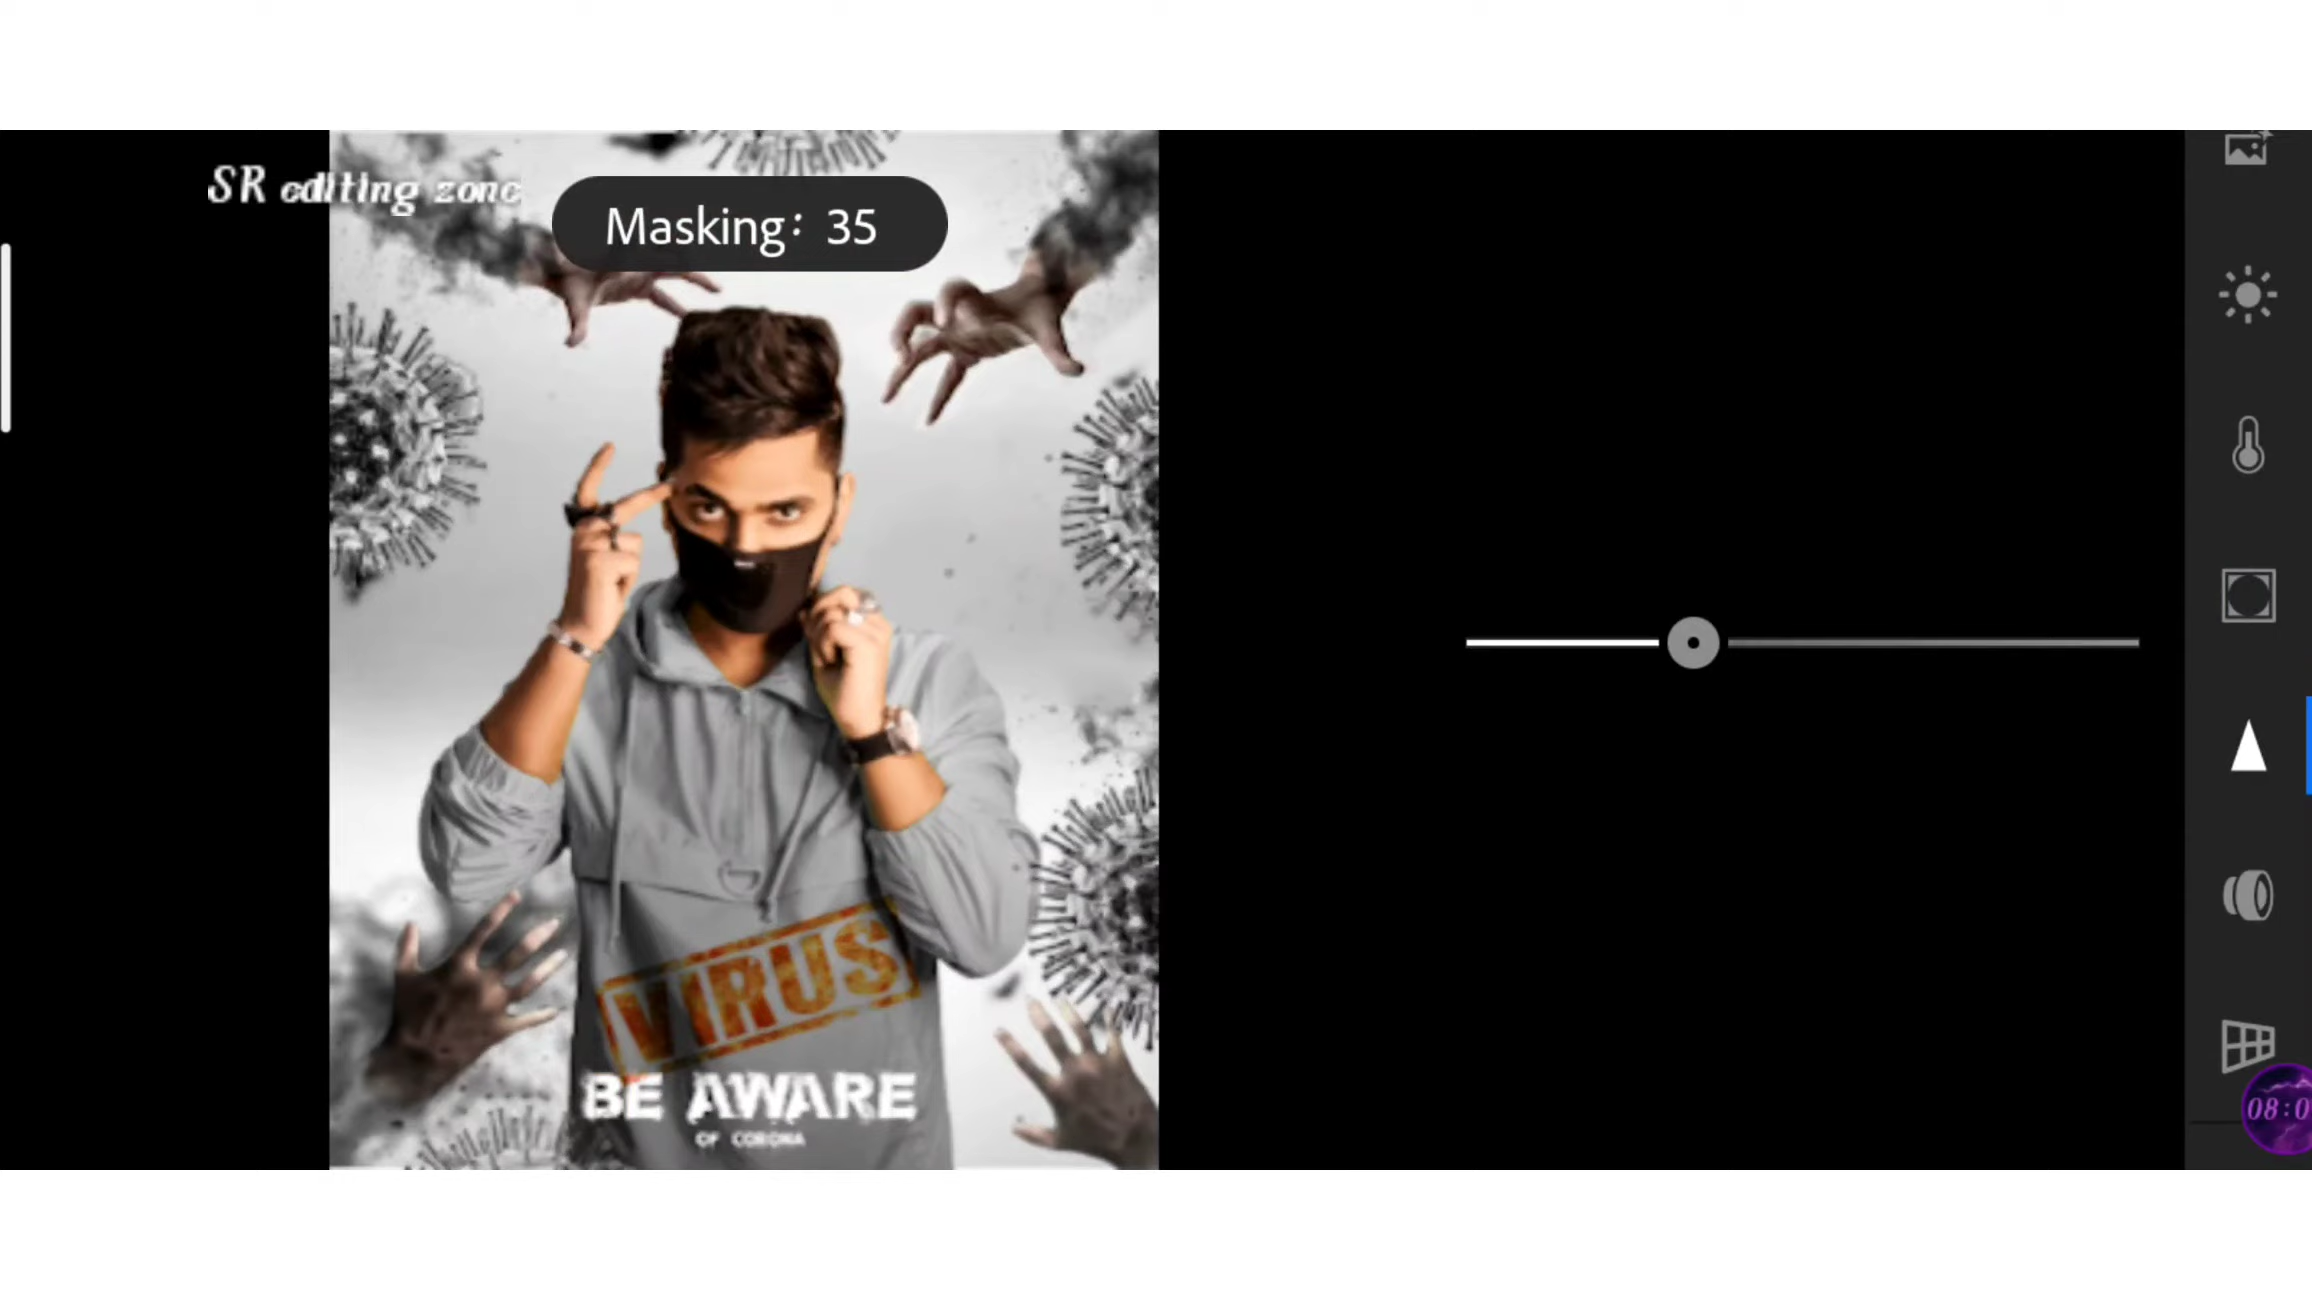 SR editing zone
Masking: 35
VIRUS
BE AWARE
OF CORONA
08:0